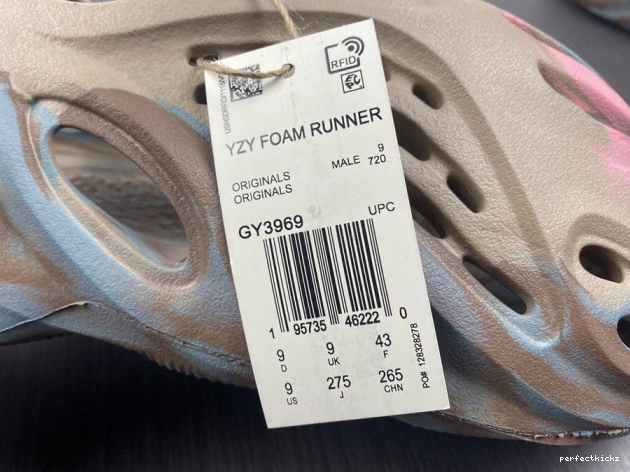 RFID
YZY FOAM RUNNER
MALE 9
720
ORIGINALS
ORIGINALS
GY3969
UPC
1 95735 46222 0
9 9 43
D UK F
9 275 265
US J CHN
PO# 128328278
perfectkickz